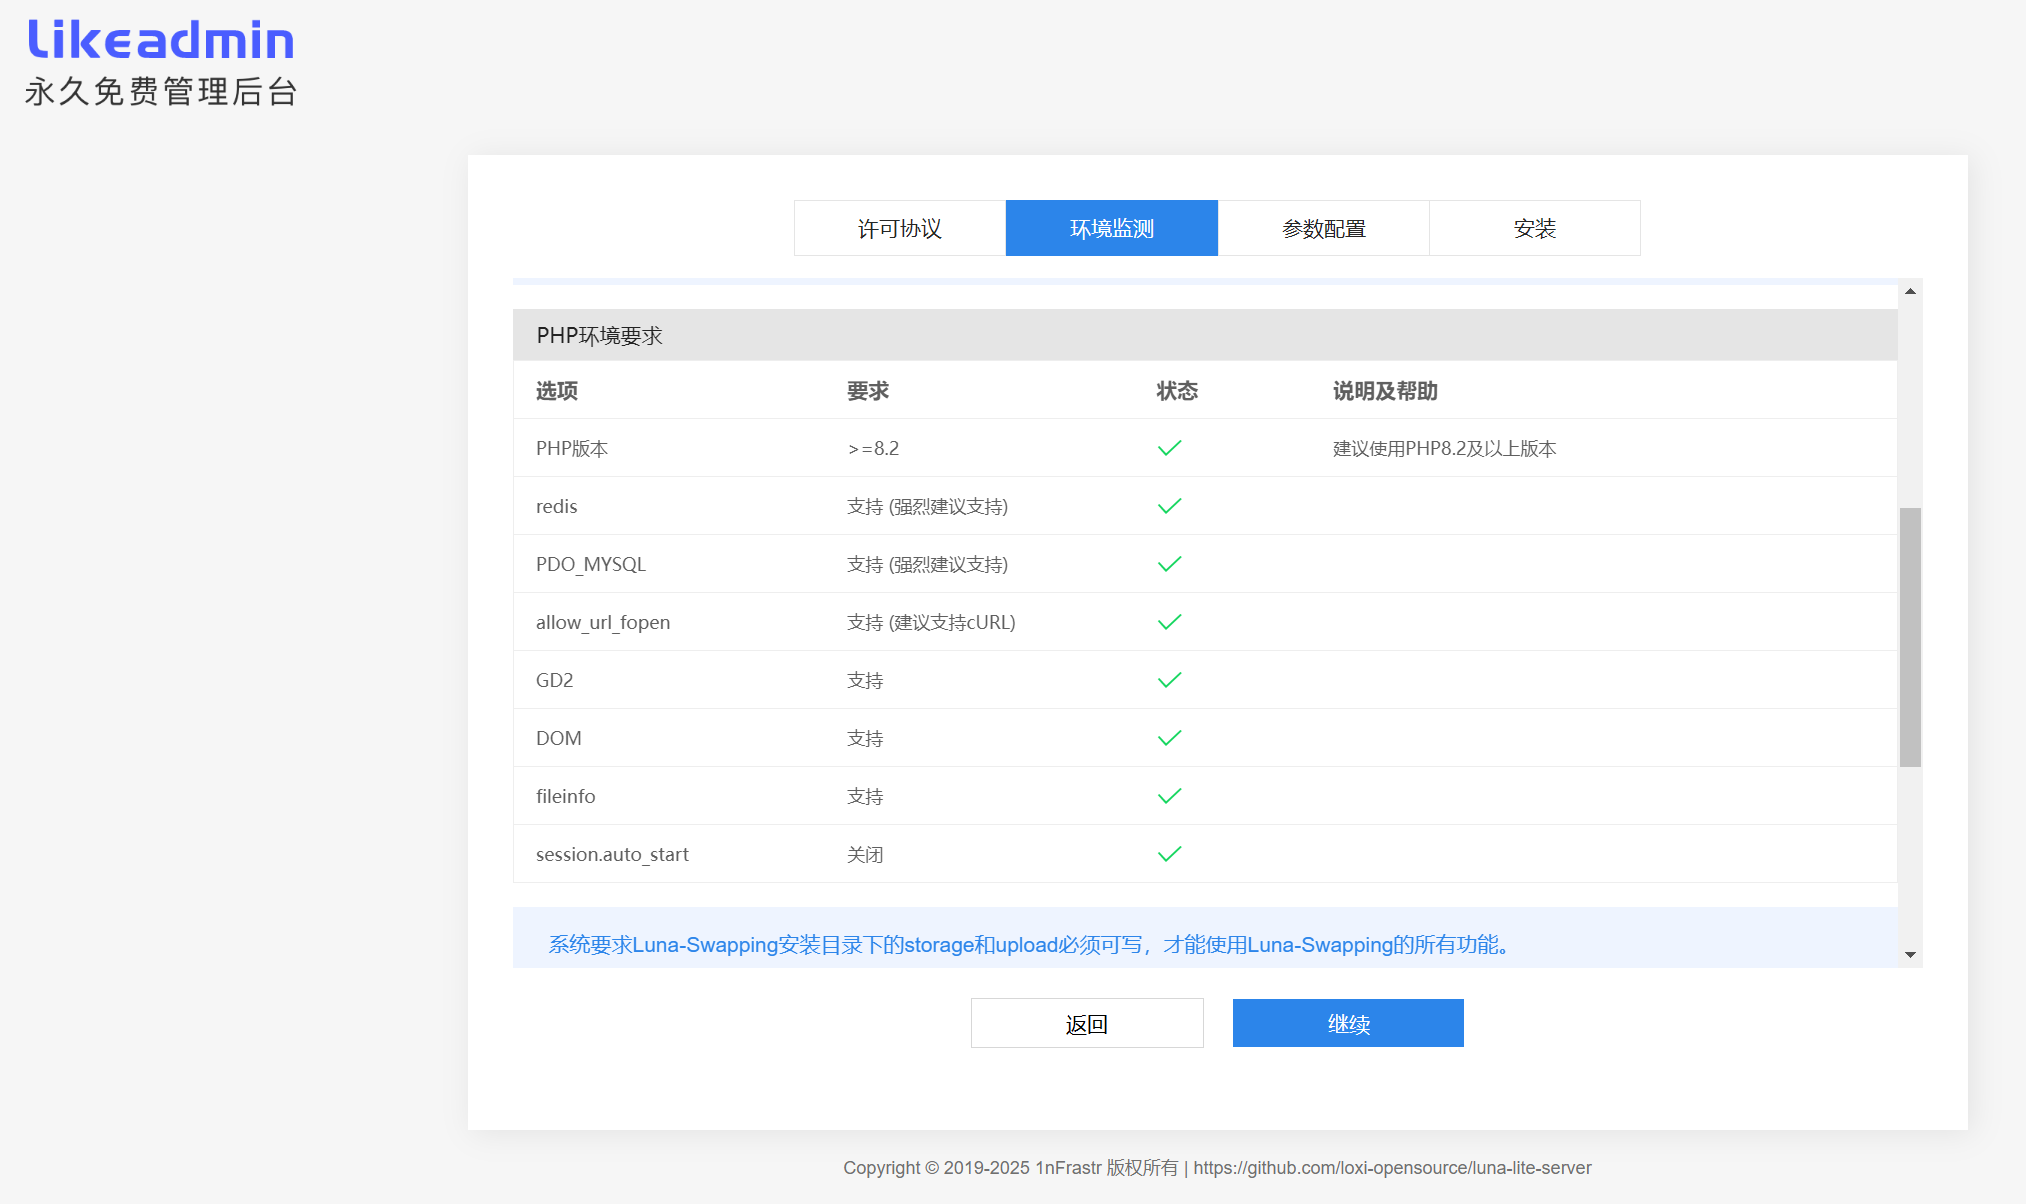 likeadmin
永久免费管理后台
许可协议 环境监测 参数配置 安装
PHP环境要求
选项 要求 状态 说明及帮助
PHP版本 >=8.2 建议使用PHP8.2及以上版本
redis 支持 (强烈建议支持)
PDO_MYSQL 支持 (强烈建议支持)
allow_url_fopen 支持 (建议支持cURL)
GD2 支持
DOM 支持
fileinfo 支持
session.auto_start 关闭
系统要求Luna-Swapping安装目录下的storage和upload必须可写，才能使用Luna-Swapping的所有功能。
返回 继续
Copyright © 2019-2025 1nFrastr 版权所有 | https://github.com/loxi-opensource/luna-lite-server